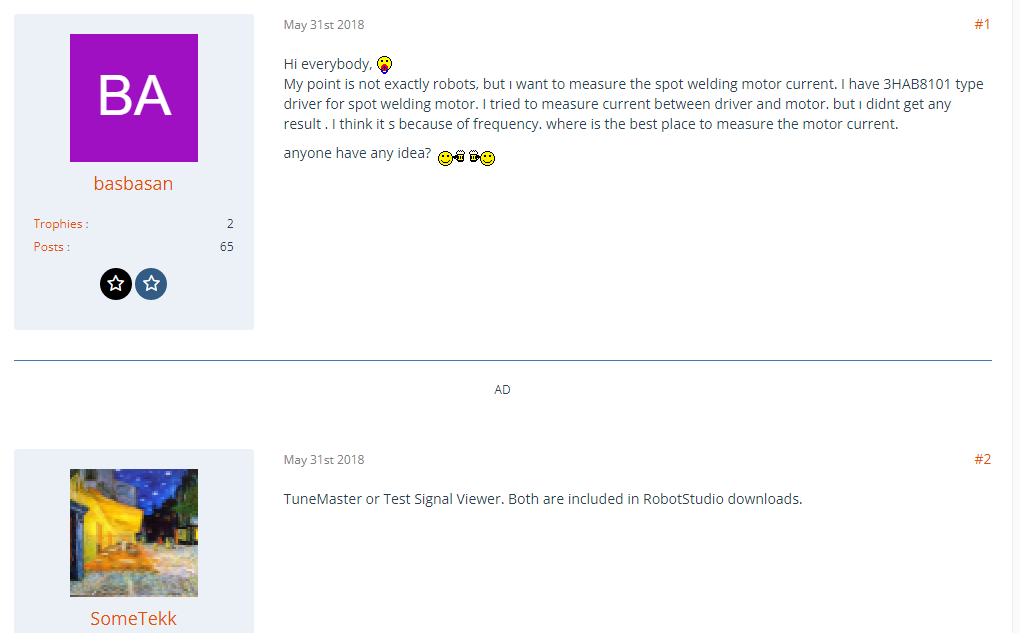 BA
basbasan
Trophies : 2
Posts : 65
May 31st 2018 #1
Hi everybody,
My point is not exactly robots, but ı want to measure the spot welding motor current. I have 3HAB8101 type
driver for spot welding motor. I tried to measure current between driver and motor. but ı didnt get any
result . I think it s because of frequency. where is the best place to measure the motor current.
anyone have any idea?
AD
SomeTekk
May 31st 2018 #2
TuneMaster or Test Signal Viewer. Both are included in RobotStudio downloads.